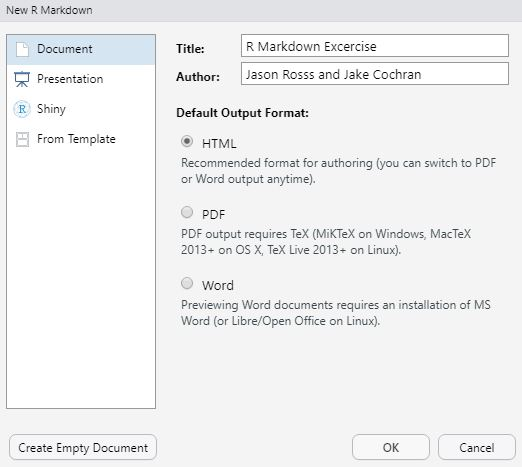 New R Markdown
Document
Presentation
R Shiny
From Template
Title: R Markdown Excercise
Author: Jason Rosss and Jake Cochran
Default Output Format:
HTML
Recommended format for authoring (you can switch to PDF
or Word output anytime).
PDF
PDF output requires TeX (MiKTeX on Windows, MacTeX
2013+ on OS X, TeX Live 2013+ on Linux).
Word
Previewing Word documents requires an installation of MS
Word (or Libre/Open Office on Linux).
Create Empty Document
OK
Cancel